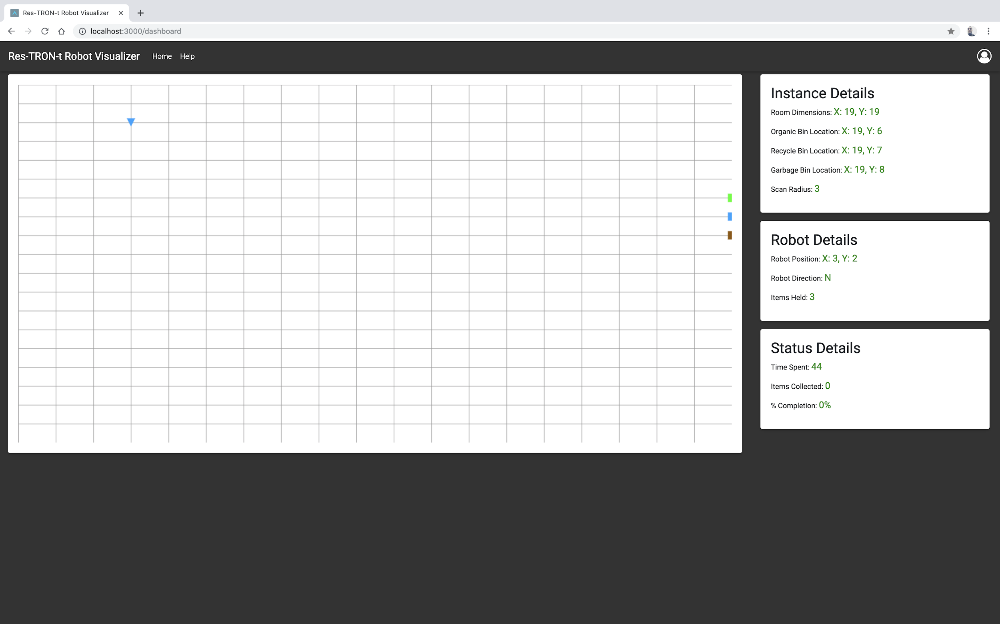 Res-TRON-t Robot Visualizer
localhost:3000/dashboard
Res-TRON-t Robot Visualizer Home Help
Instance Details
Room Dimensions: X: 19, Y: 19
Organic Bin Location: X: 19, Y: 6
Recycle Bin Location: X: 19, Y: 7
Garbage Bin Location: X: 19, Y: 8
Scan Radius: 3
Robot Details
Robot Position: X: 3, Y: 2
Robot Direction: N
Items Held: 3
Status Details
Time Spent: 44
Items Collected: 0
% Completion: 0%